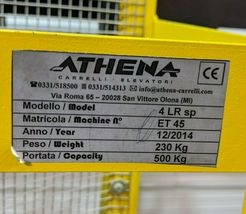 ATHENA
CARRELLI ELEVATORI
☎0331/518500 0331/514313 info@athena-carrelli.com
Via Roma 65 – 20028 San Vittore Olona (MI)
CE
Modello / Model 4 LR sp
Matricola / Machine N° ET 45
Anno / Year 12/2014
Peso / Weight 230 Kg
Portata / Capacity 500 Kg